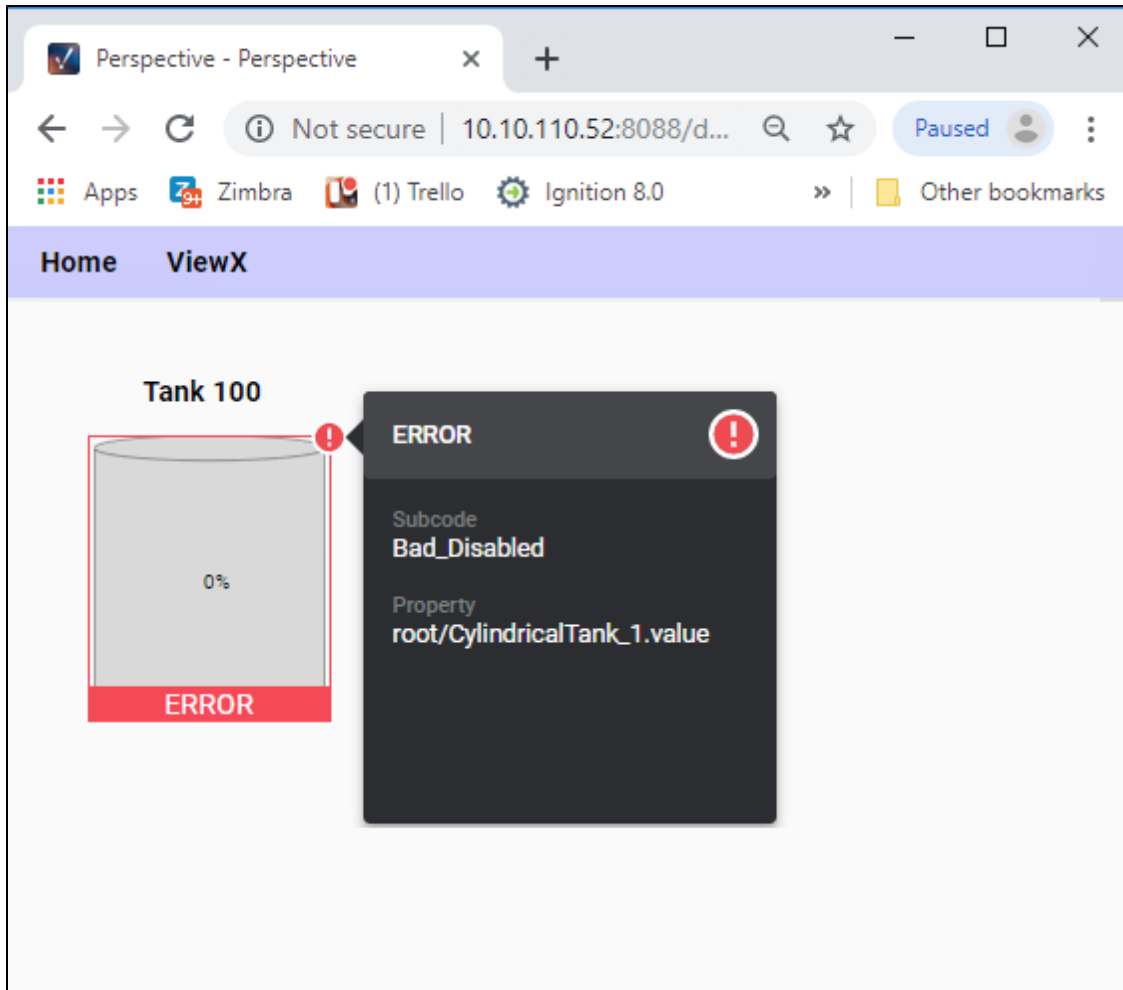 Perspective - Perspective
Not secure | 10.10.110.52:8088/d... Paused
Apps Z 9+ Zimbra (1) Trello Ignition 8.0 » Other bookmarks
Home ViewX
Tank 100
ERROR
Subcode
Bad_Disabled
Property
root/CylindricalTank_1.value
0%
ERROR